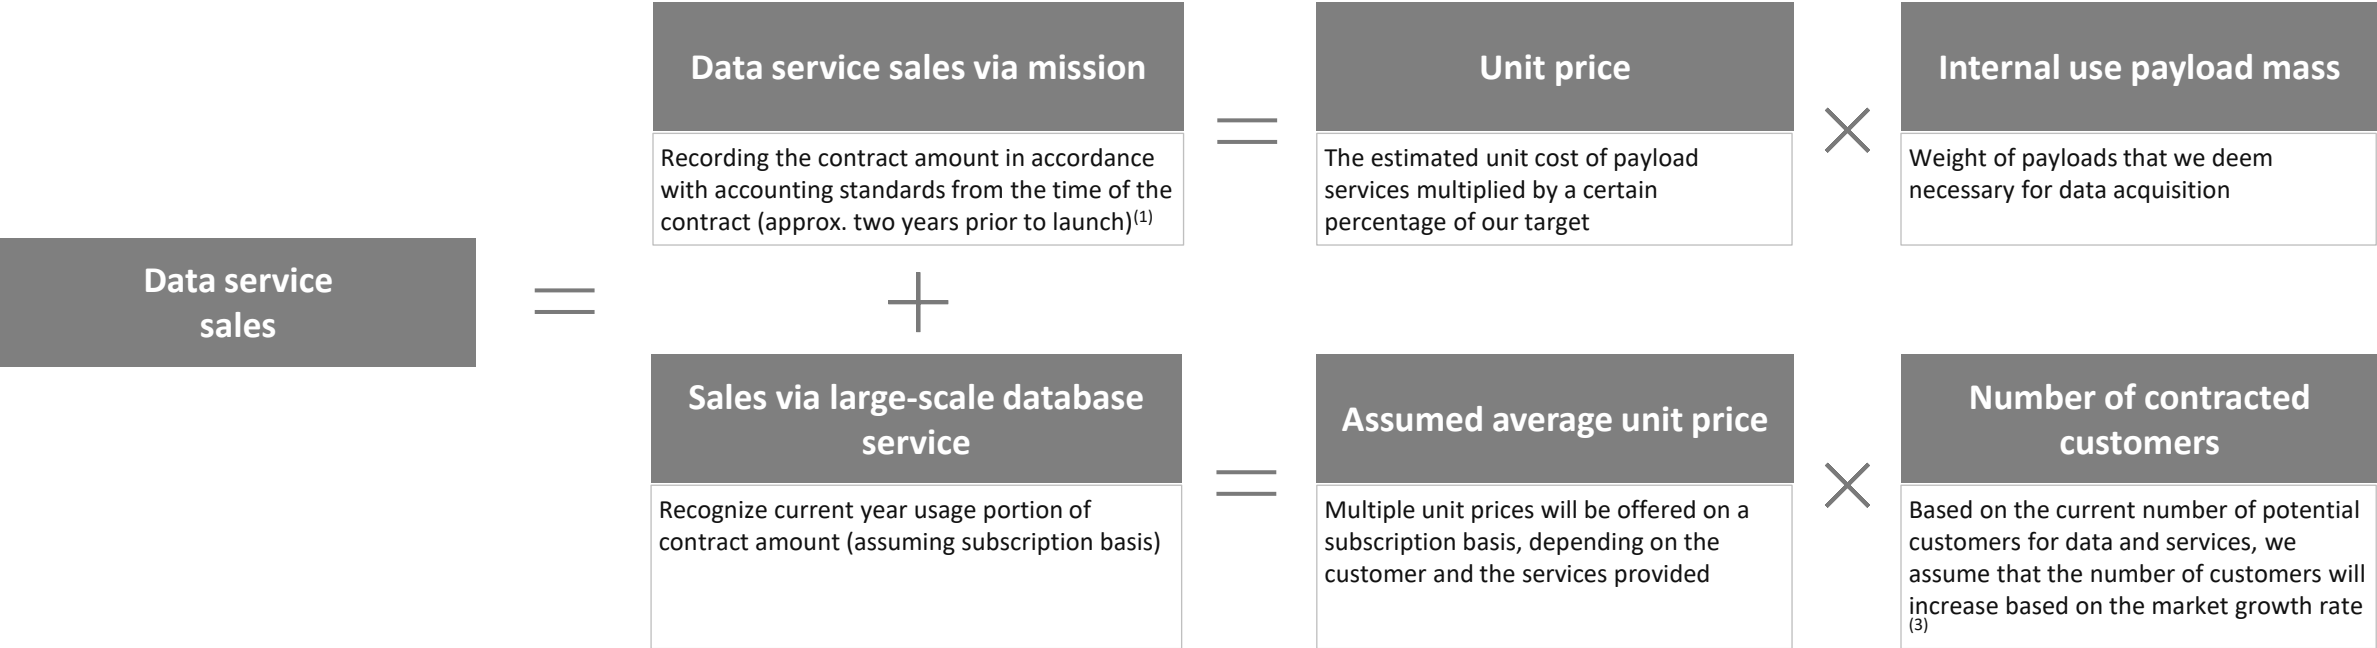 Data service sales via mission
Unit price
Internal use payload mass
Recording the contract amount in accordance
with accounting standards from the time of the
contract (approx. two years prior to launch)(1)
The estimated unit cost of payload
services multiplied by a certain
percentage of our target
Weight of payloads that we deem
necessary for data acquisition
Data service
sales
Sales via large-scale database
service
Assumed average unit price
Number of contracted
customers
Recognize current year usage portion of
contract amount (assuming subscription basis)
Multiple unit prices will be offered on a
subscription basis, depending on the
customer and the services provided
Based on the current number of potential
customers for data and services, we
assume that the number of customers will
increase based on the market growth rate
(3)